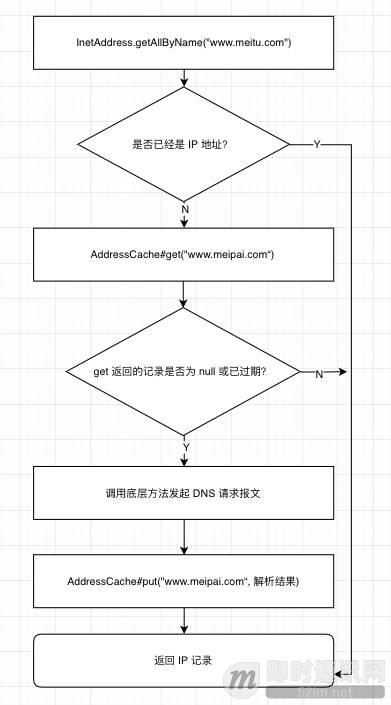 InetAddress.getAllByName("www.meitu.com")
是否已经是 IP 地址?
Y
N
AddressCache#get("www.meipai.com“)
get 返回的记录是否为 null 或已过期?
N
Y
调用底层方法发起 DNS 请求报文
AddressCache#put("www.meipai.com“, 解析结果)
返回 IP 记录
即时通讯网
52im.net